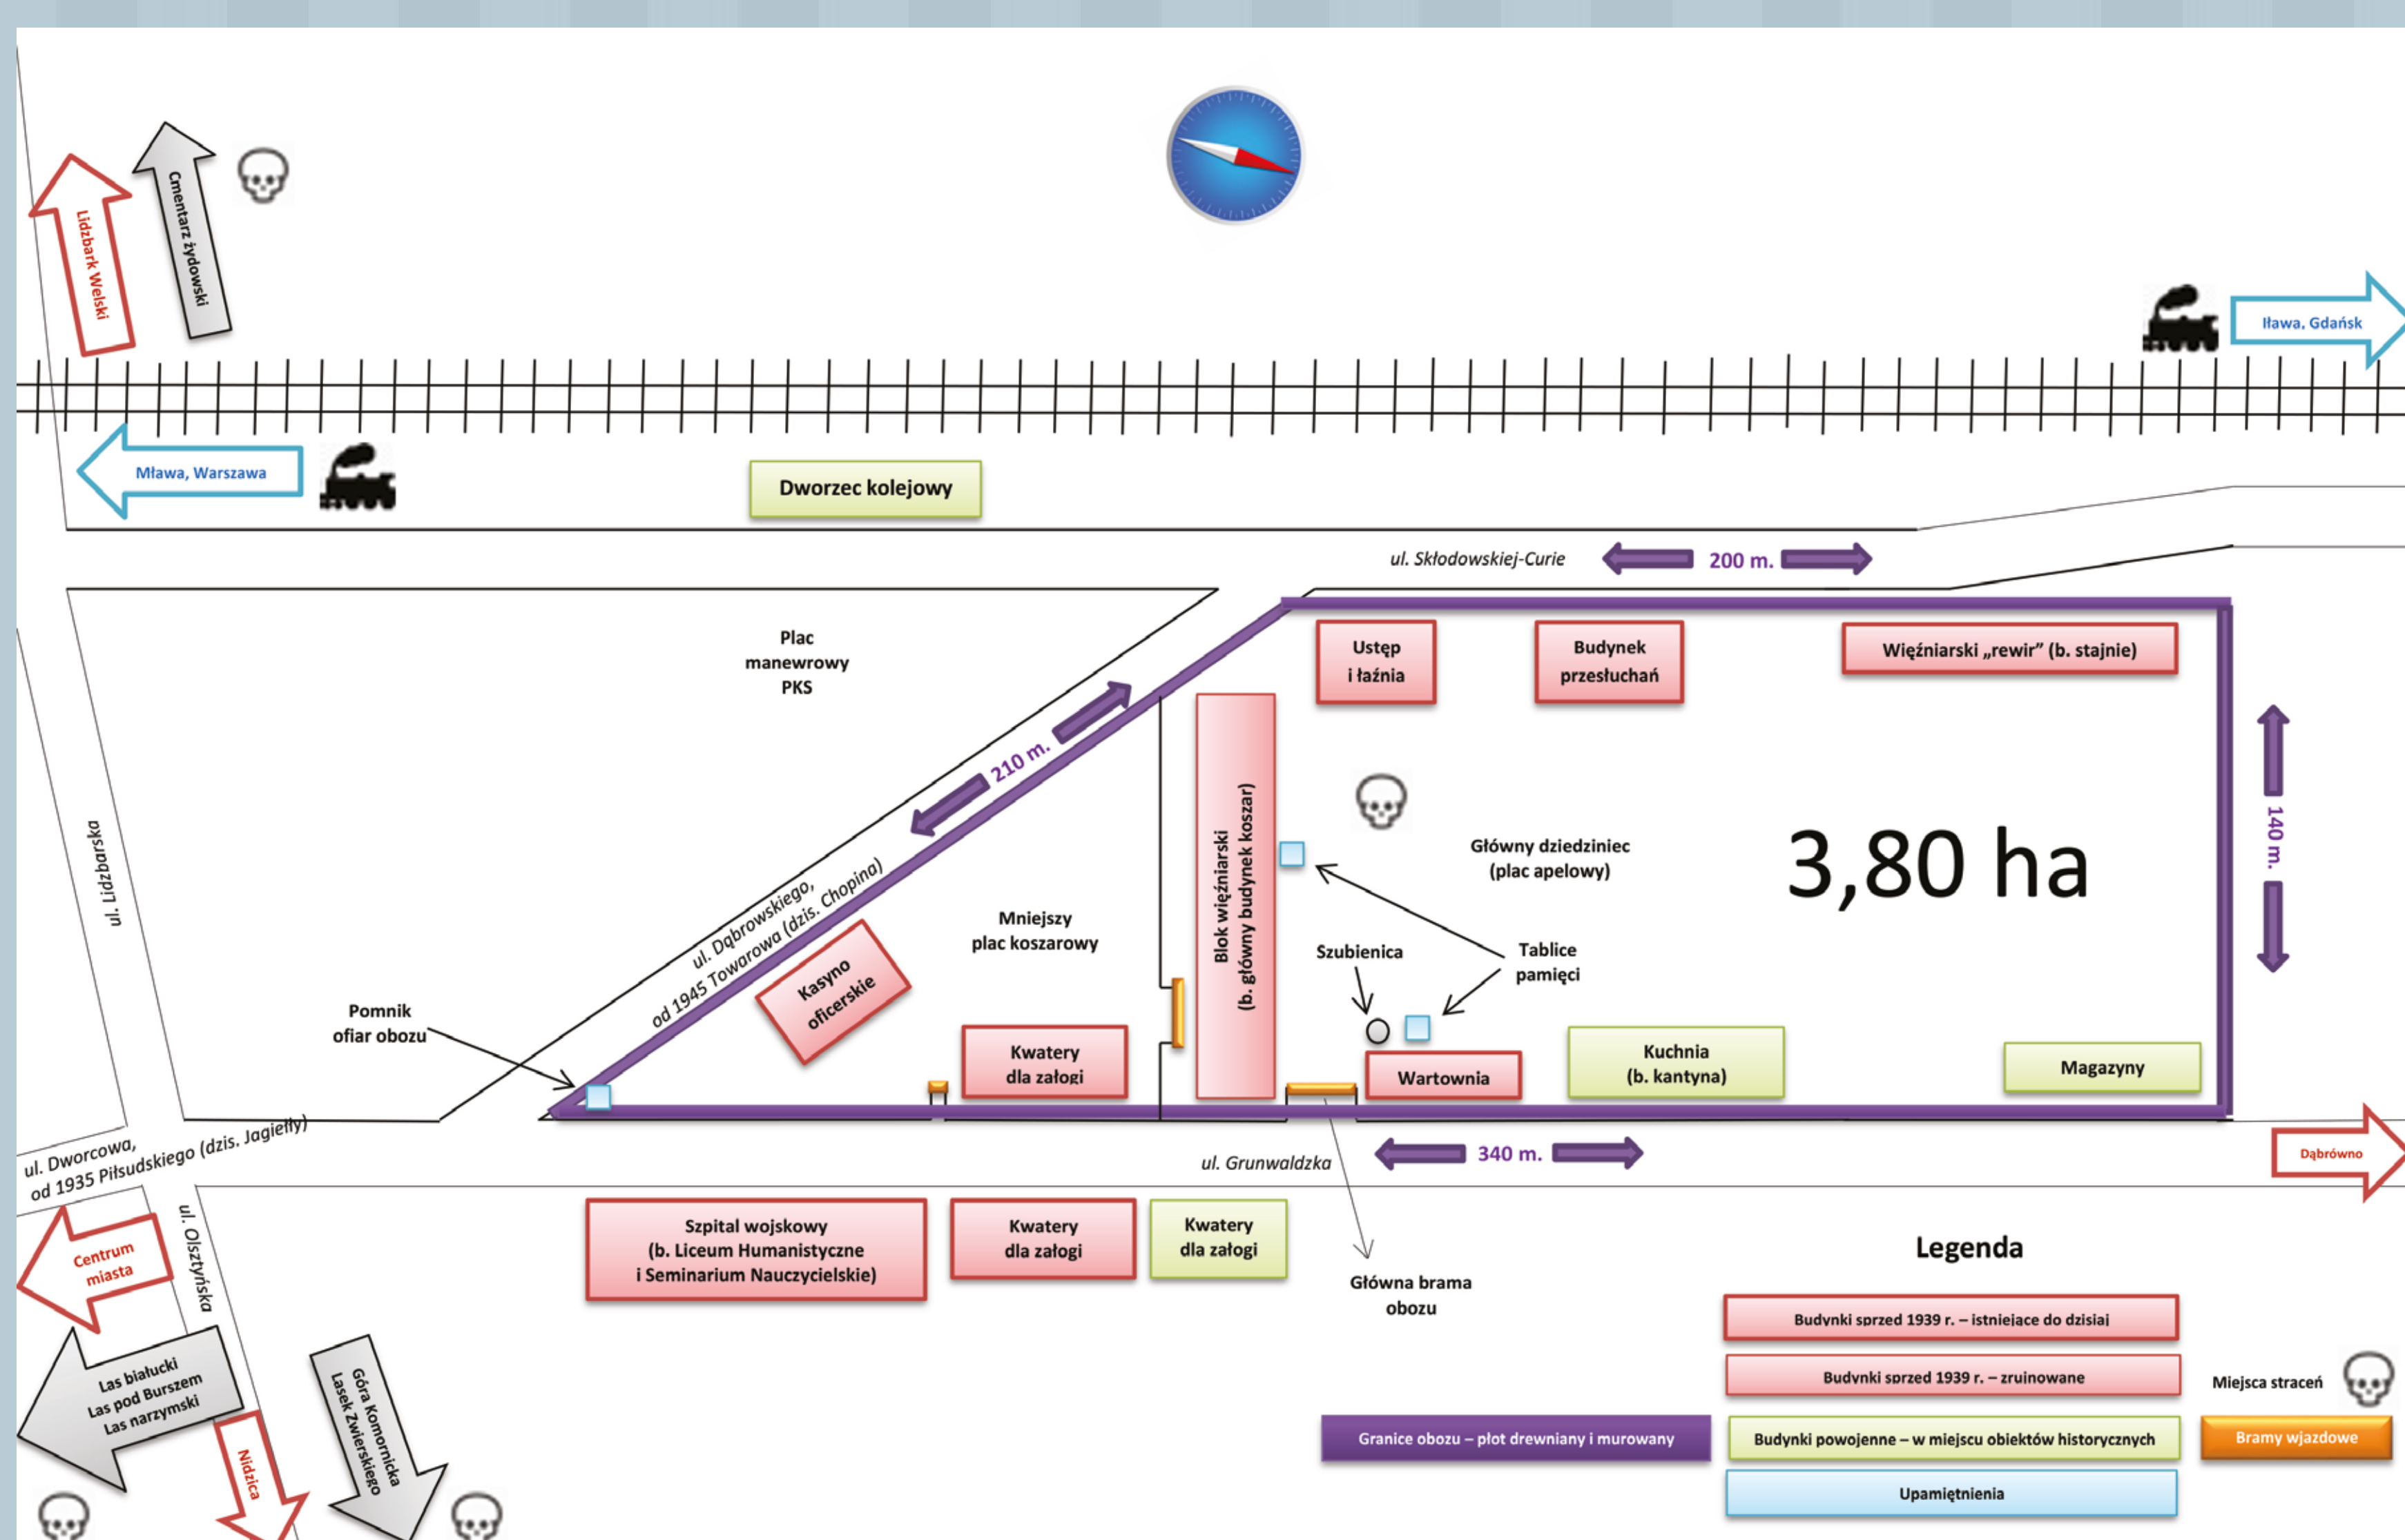 Lidzbark Welski
Cmentarz żydowski
Iława, Gdańsk
Mława, Warszawa
Dworzec kolejowy
ul. Skłodowskiej-Curie
200 m.
Plac
manewrowy
PKS
Ustęp
i łaźnia
Budynek
przesłuchań
Więźniarski „rewir” (b. stajnie)
210 m.
140 m.
3,80 ha
ul. Lidzbarska
Blok więźniarski
(b. główny budynek koszar)
Główny dziedziniec
(plac apelowy)
ul. Dąbrowskiego,
od 1945 Towarowa (dzis. Chopina)
Mniejszy
plac koszarowy
Szubienica
Tablice
pamięci
Kasyno
oficerskie
Pomnik
ofiar obozu
Kwatery
dla załogi
Wartownia
Kuchnia
(b. kantyna)
Magazyny
ul. Dworcowa,
od 1935 Piłsudskiego (dzis. Jagiełły)
ul. Grunwaldzka
340 m.
Dąbrówno
ul. Olsztyńska
Centrum
miasta
Szpital wojskowy
(b. Liceum Humanistyczne
i Seminarium Nauczycielskie)
Kwatery
dla załogi
Kwatery
dla załogi
Główna brama
obozu
Las białucki
Las pod Burszem
Las narzymski
Nidzica
Góra Komornicka
Lasek Zwierskiego
Legenda
Budynki sprzed 1939 r. – istniejące do dzisiaj
Budynki sprzed 1939 r. – zruinowane
Miejsca straceń
Granice obozu – płot drewniany i murowany
Budynki powojenne – w miejscu obiektów historycznych
Bramy wjazdowe
Upamiętnienia